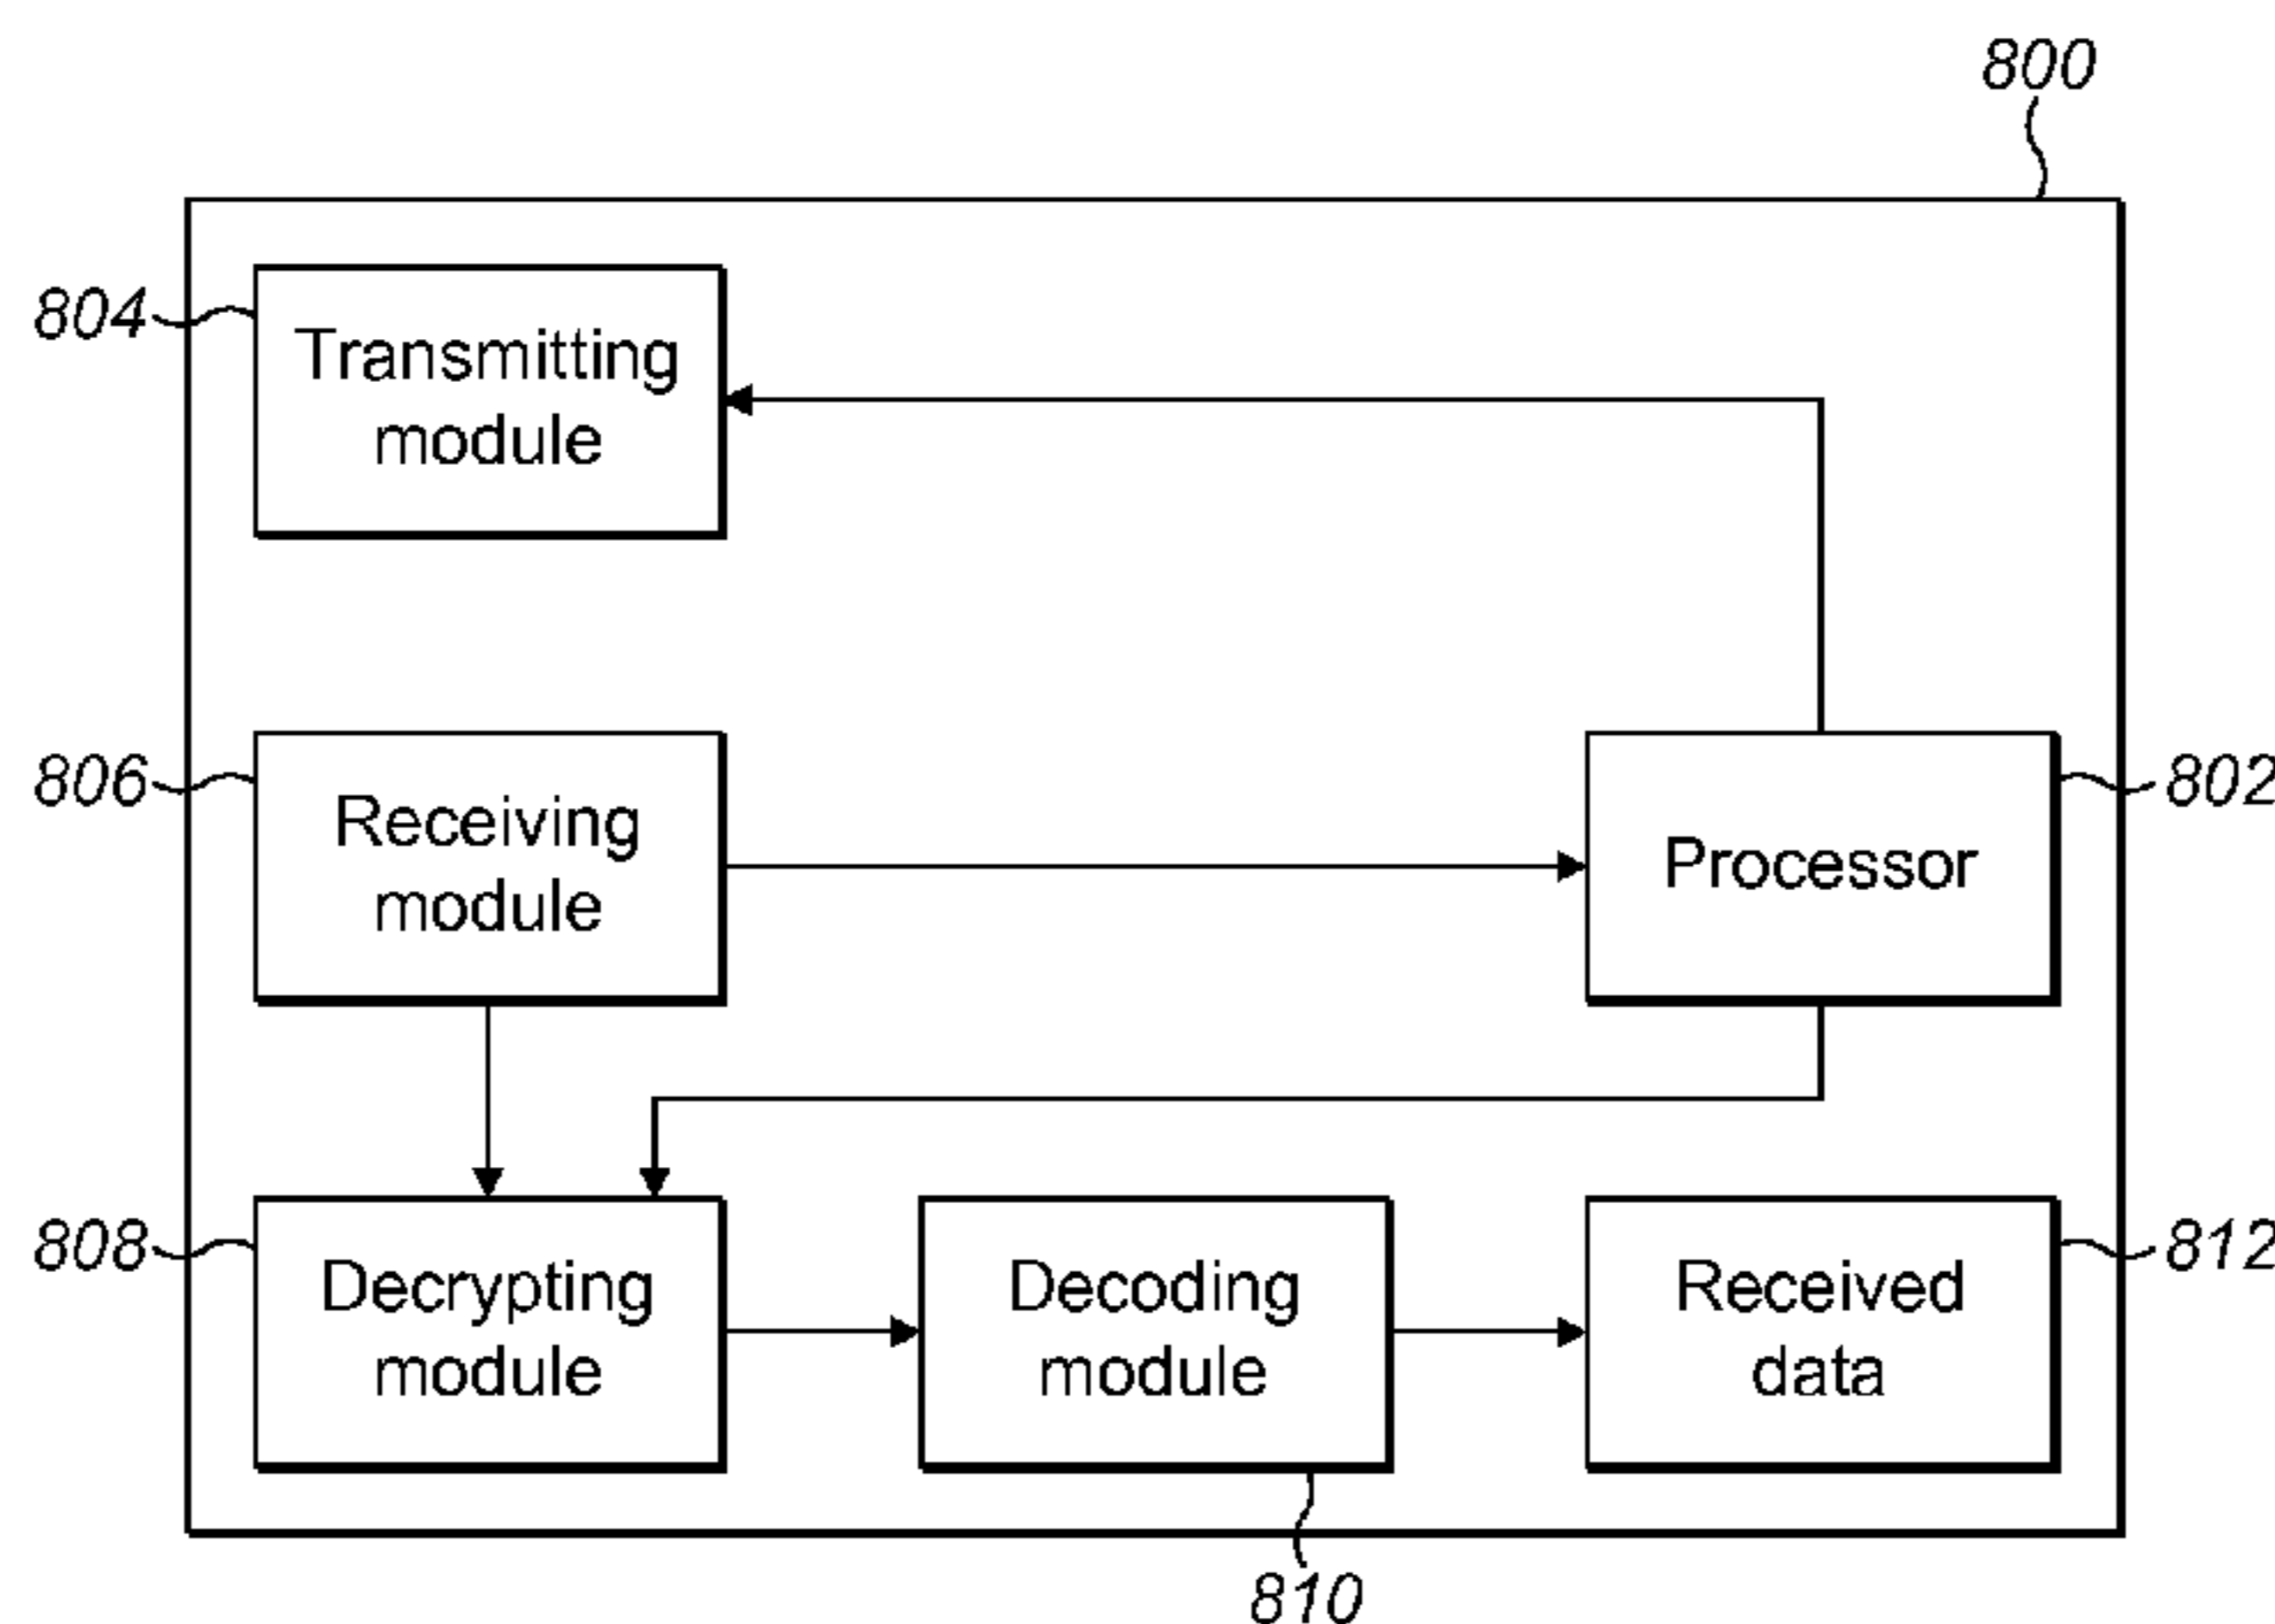 800
804
Transmitting
module
806
Receiving
module
Processor
802
808
Decrypting
module
Decoding
module
Received
data
812
810